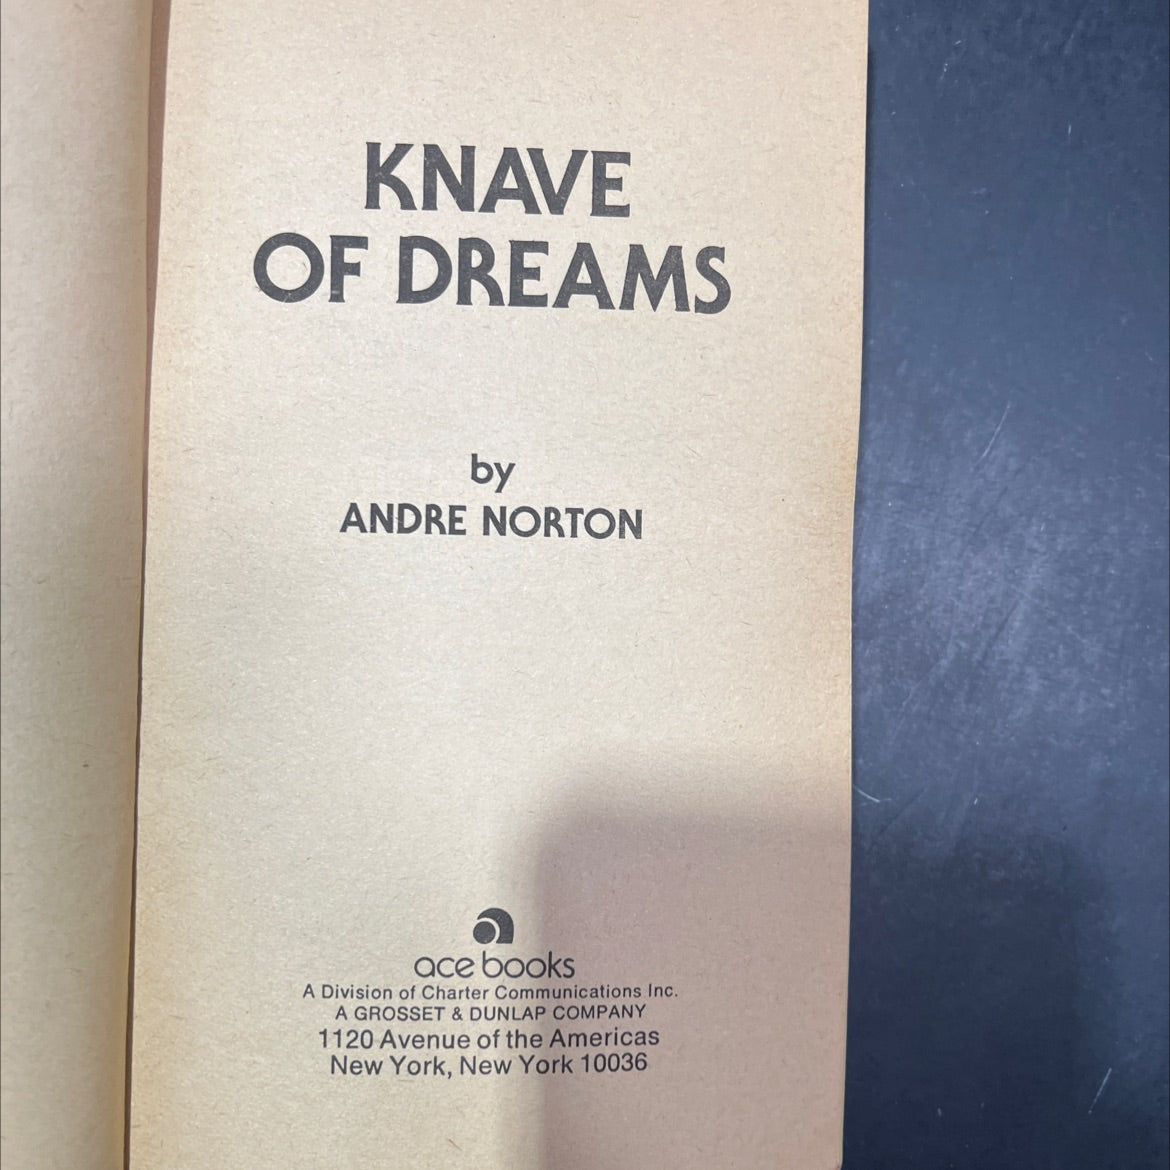 KNAVE
OF DREAMS
by
ANDRE NORTON
ace books
A Division of Charter Communications Inc.
A GROSSET & DUNLAP COMPANY
1120 Avenue of the Americas
New York, New York 10036